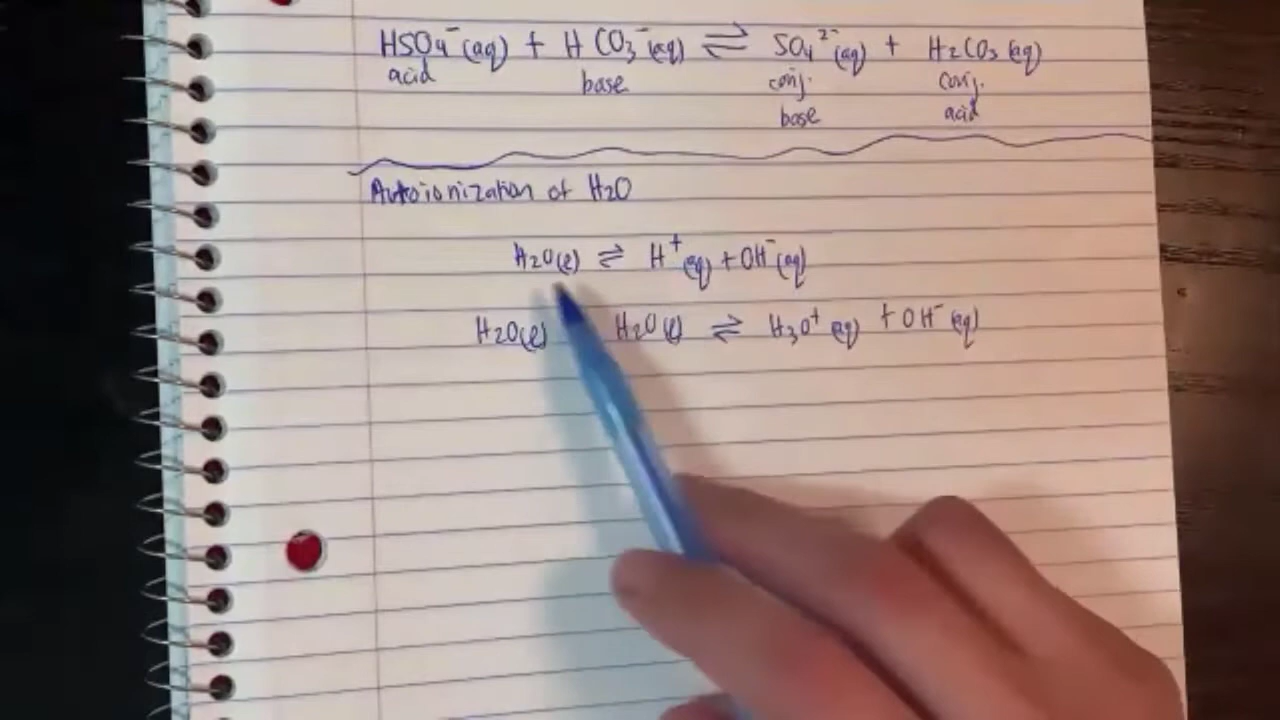 HSO₄⁻(aq) + HCO₃⁻(aq) ⇌ SO₄²⁻(aq) + H₂CO₃(aq)
acid base conj. conj.
base acid
Autoionization of H₂O
H₂O(l) ⇌ H⁺(aq) + OH⁻(aq)
H₂O(l) H₂O(l) ⇌ H₃O⁺(aq) + OH⁻(aq)